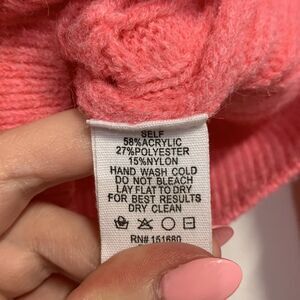 SELF
58%ACRYLIC
27%POLYESTER
15%NYLON
HAND WASH COLD
DO NOT BLEACH
LAY FLAT TO DRY
FOR BEST RESULTS
DRY CLEAN
RN# 151680